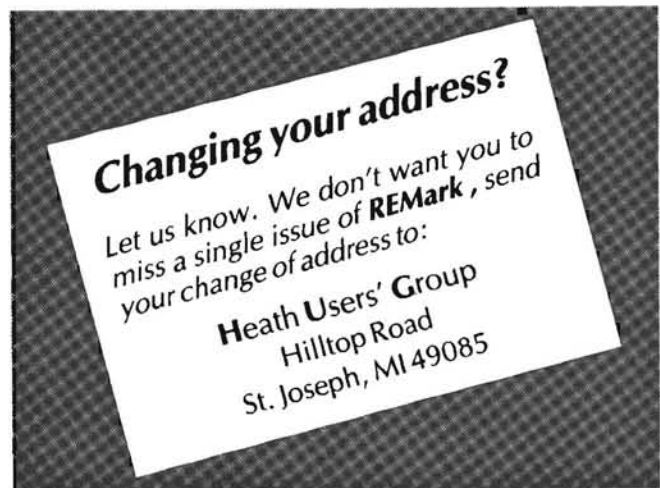 Changing your address?
Let us know. We don't want you to
miss a single issue of REMark , send
your change of address to:
Heath Users' Group
Hilltop Road
St. Joseph, MI 49085